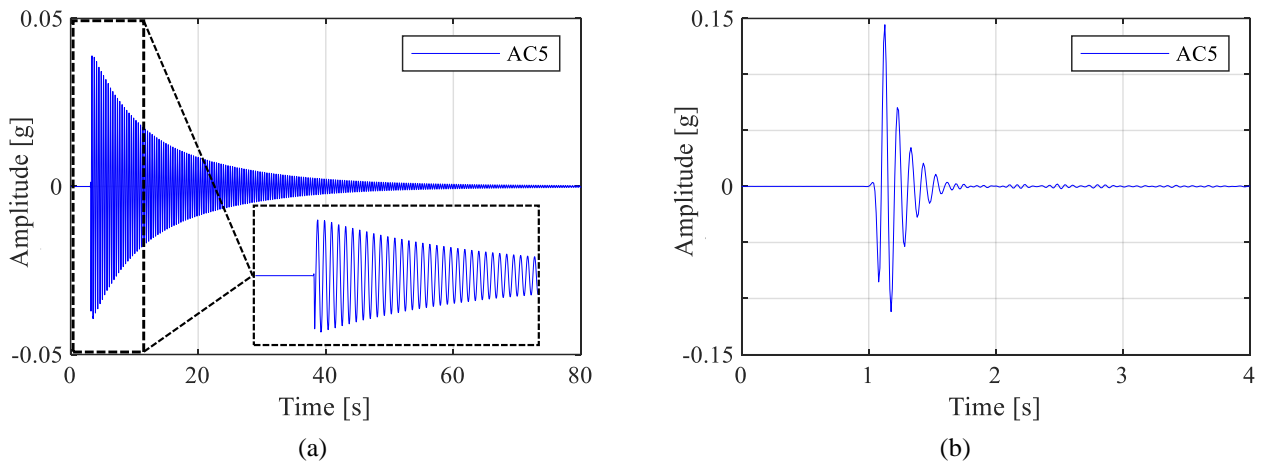 0.05
AC5
0
-0.05
Amplitude [g]
0 20 40 60 80
Time [s]
(a)
0.15
AC5
0
-0.15
Amplitude [g]
0 1 2 3 4
Time [s]
(b)